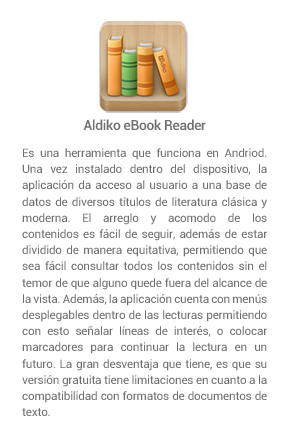 Aldiko eBook Reader
Es una herramienta que funciona en Andriod.
Una vez instalado dentro del dispositivo, la
aplicación da acceso al usuario a una base de
datos de diversos títulos de literatura clásica y
moderna. El arreglo y acomodo de los
contenidos es fácil de seguir, además de estar
dividido de manera equitativa, permitiendo que
sea fácil consultar todos los contenidos sin el
temor de que alguno quede fuera del alcance de
la vista. Además, la aplicación cuenta con menús
desplegables dentro de las lecturas permitiendo
con esto señalar líneas de interés, o colocar
marcadores para continuar la lectura en un
futuro. La gran desventaja que tiene, es que su
versión gratuita tiene limitaciones en cuanto a la
compatibilidad con formatos de documentos de
texto.